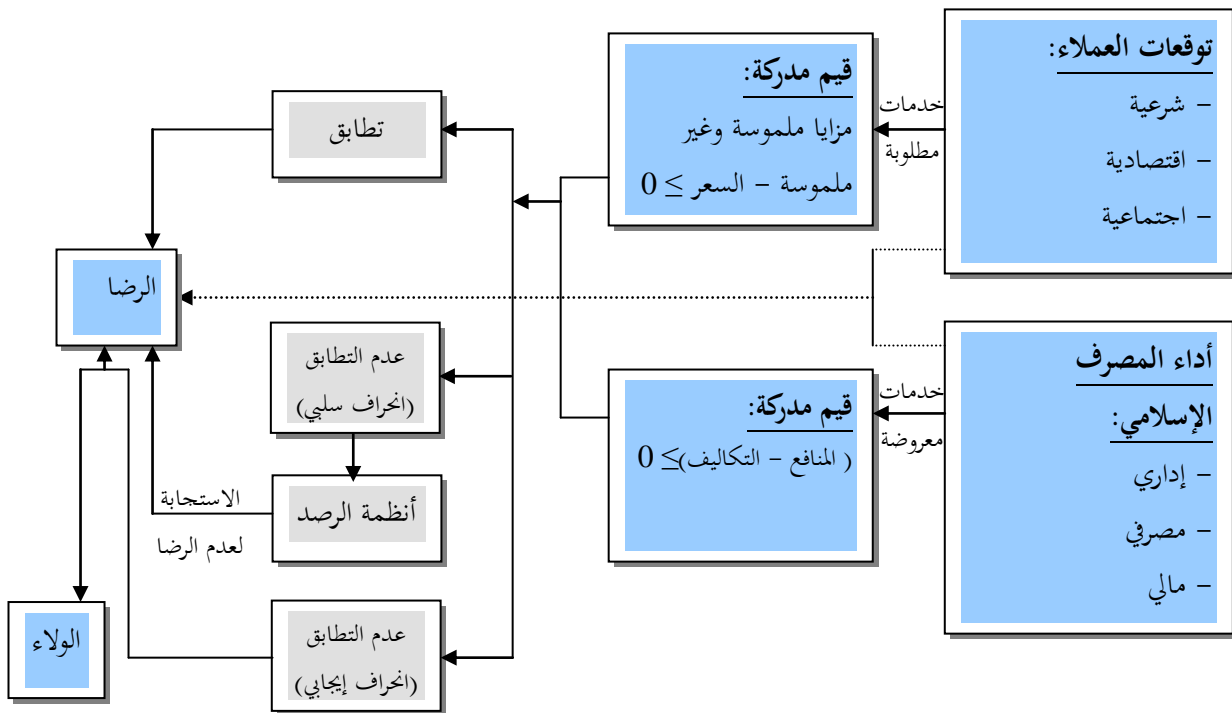 توقعات العملاء:
– شرعية
– اقتصادية
– اجتماعية
خدمات
مطلوبة
قيم مدركة:
مزايا ملموسة وغير
ملموسة – السعر ≥ 0
تطابق
الرضا
أداء المصرف
الإسلامي:
– إداري
– مصرفي
– مالي
خدمات
معروضة
قيم مدركة:
( المنافع – التكاليف)≥ 0
عدم التطابق
(انحراف سلبي)
أنظمة الرصد
الاستجابة
لعدم الرضا
عدم التطابق
(انحراف إيجابي)
الولاء